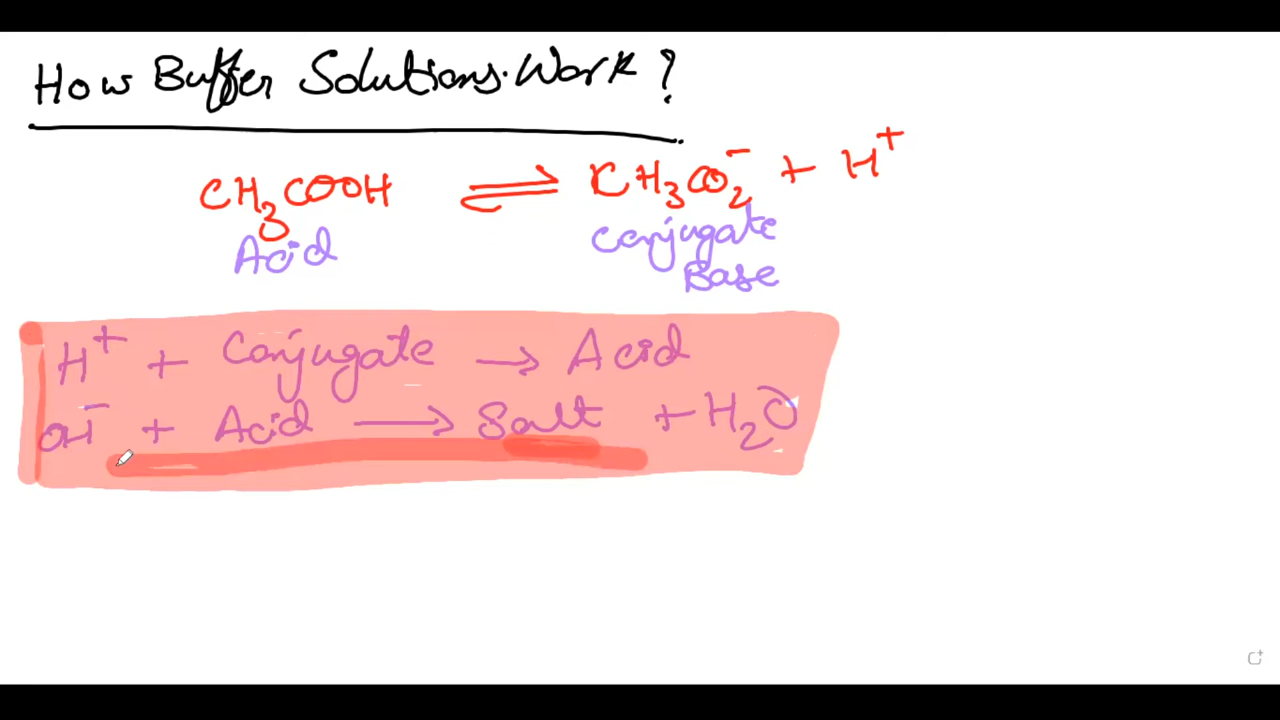 How Buffer Solutions Work?
CH₃COOH ⇌ CH₃CO₂⁻ + H⁺
Acid Conjugate
Base
H⁺ + Conjugate → Acid
OH⁻ + Acid → Salt + H₂O